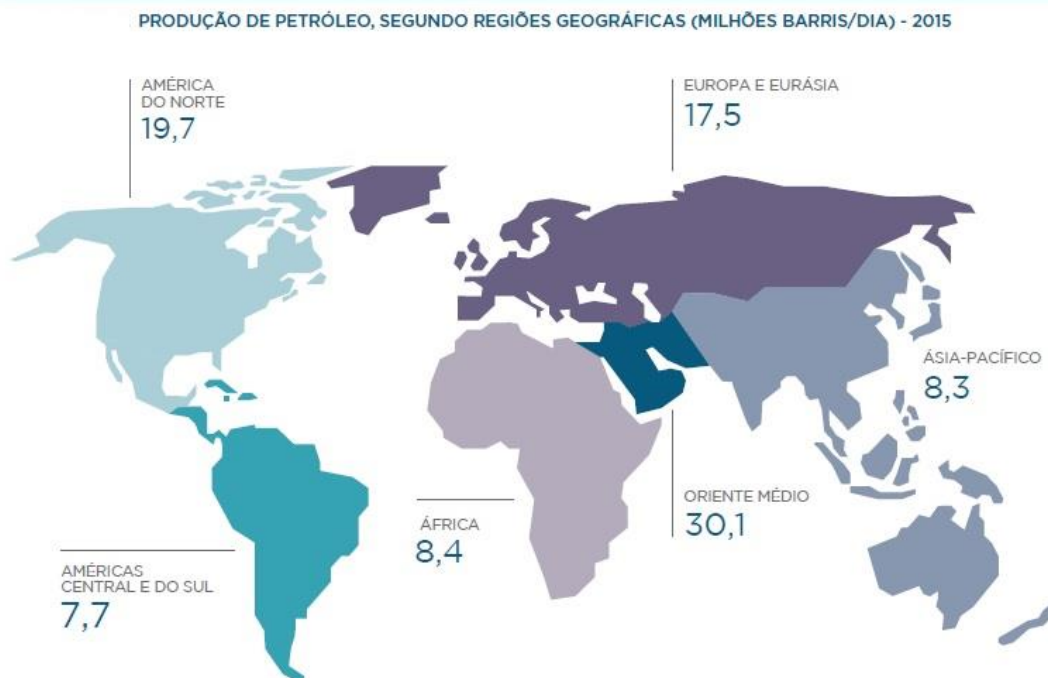 PRODUÇÃO DE PETRÓLEO, SEGUNDO REGIÕES GEOGRÁFICAS (MILHÕES BARRIS/DIA) - 2015
AMÉRICA
DO NORTE
19,7
EUROPA E EURÁSIA
17,5
ÁSIA-PACÍFICO
8,3
ORIENTE MÉDIO
30,1
ÁFRICA
8,4
AMÉRICAS
CENTRAL E DO SUL
7,7